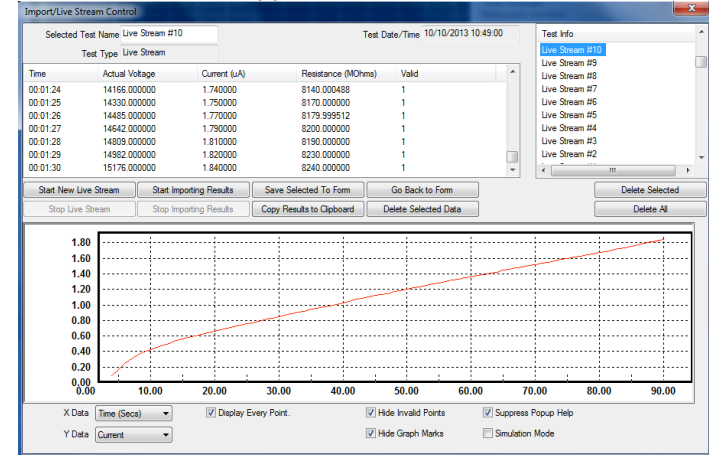 Import/Live Stream Control
Selected Test Name Live Stream #10 Test Date/Time 10/10/2013 10:49:00
Test Type Live Stream
Time Actual Voltage Current (uA) Resistance (MOhms) Valid
00:01:24 14166.000000 1.740000 8140.000488 1
00:01:25 14330.000000 1.750000 8170.000000 1
00:01:26 14485.000000 1.770000 8179.999512 1
00:01:27 14642.000000 1.790000 8200.000000 1
00:01:28 14809.000000 1.810000 8190.000000 1
00:01:29 14982.000000 1.820000 8230.000000 1
00:01:30 15176.000000 1.840000 8240.000000 1
Test Info
Live Stream #10
Live Stream #9
Live Stream #8
Live Stream #7
Live Stream #6
Live Stream #5
Live Stream #4
Live Stream #3
Live Stream #2
Start New Live Stream Start Importing Results Save Selected To Form Go Back to Form Delete Selected
Stop Live Stream Stop Importing Results Copy Results to Clipboard Delete Selected Data Delete All
1.80
1.60
1.40
1.20
1.00
0.80
0.60
0.40
0.20
0.00
0.00 10.00 20.00 30.00 40.00 50.00 60.00 70.00 80.00 90.00
X Data Time (Secs) Display Every Point. Hide Invalid Points Suppress Popup Help
Y Data Current Hide Graph Marks Simulation Mode